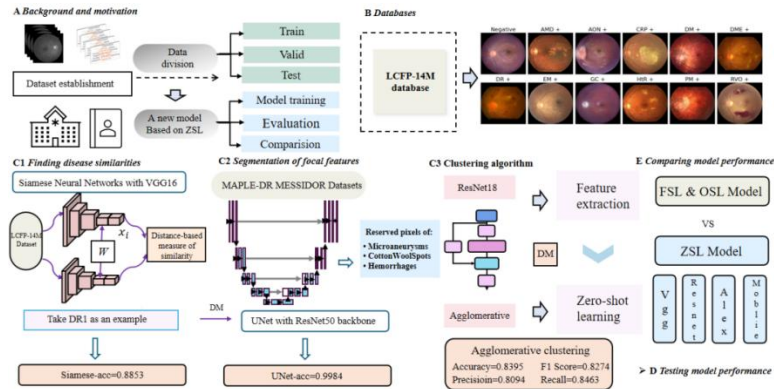 A Background and motivation
Data division
Train
Valid
Test
Dataset establishment
A new model
Based on ZSL
Model training
Evaluation
Comparision
B Databases
LCFP-14M
database
Negative
AMD +
AON +
CRP +
DM +
DME +
DR +
EM +
GC +
HIR +
PM +
RVO +
C1 Finding disease similarities
Siamese Neural Networks with VGG16
LCFP-14M
Dataset
x_i
W
Distance-based
measure of
similarity
Take DR1 as an example
Siamese-acc=0.8853
DM
C2 Segmentation of focal features
MAPLE-DR MESSIDOR Datasets
Reserved pixels of:
• Microaneurysms
• CottonWoolSpots
• Hemorrhages
UNet with ResNet50 backbone
UNet-acc=0.9984
C3 Clustering algorithm
ResNet18
Feature
extraction
DM
Agglomerative
Zero-shot
learning
Agglomerative clustering
Accuracy=0.8395 F1 Score=0.8274
Precisioin=0.8094 Recall=0.8463
E Comparing model performance
FSL & OSL Model
VS
ZSL Model
Vgg
Resnet
Alex
Moblie
➢ D Testing model performance